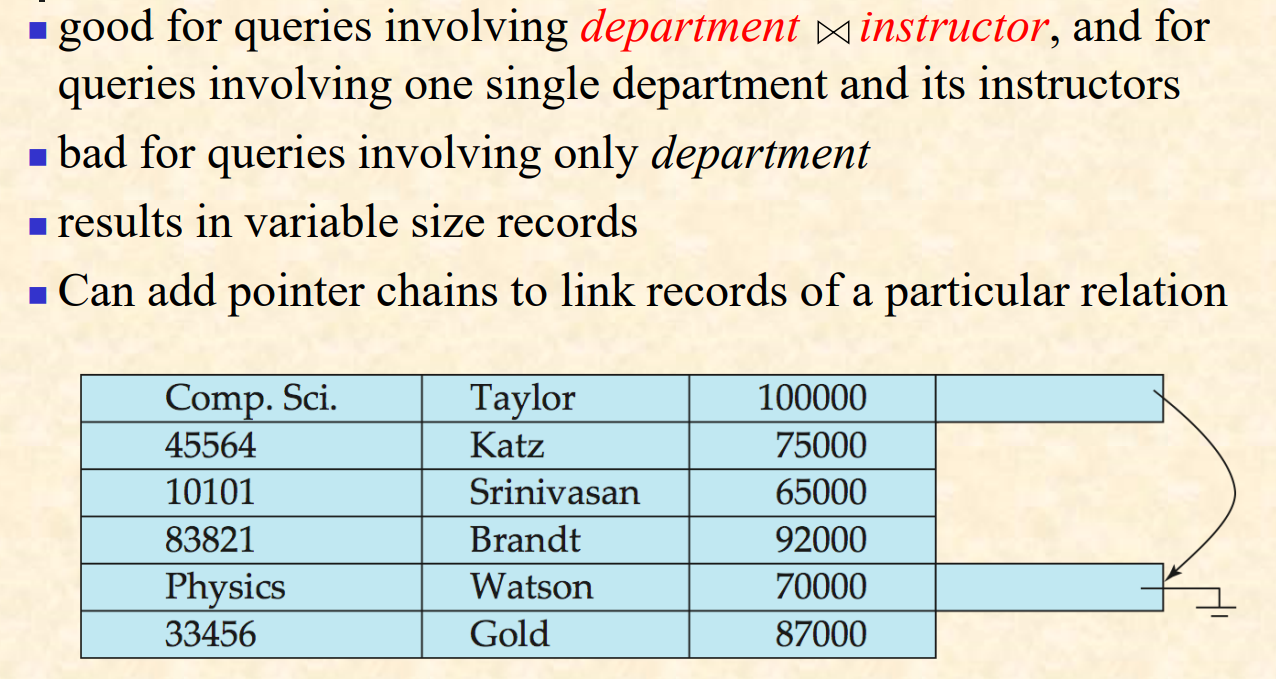 good for queries involving department ⋈ instructor, and for
queries involving one single department and its instructors
bad for queries involving only department
results in variable size records
Can add pointer chains to link records of a particular relation
Comp. Sci. Taylor 100000
45564 Katz 75000
10101 Srinivasan 65000
83821 Brandt 92000
Physics Watson 70000
33456 Gold 87000